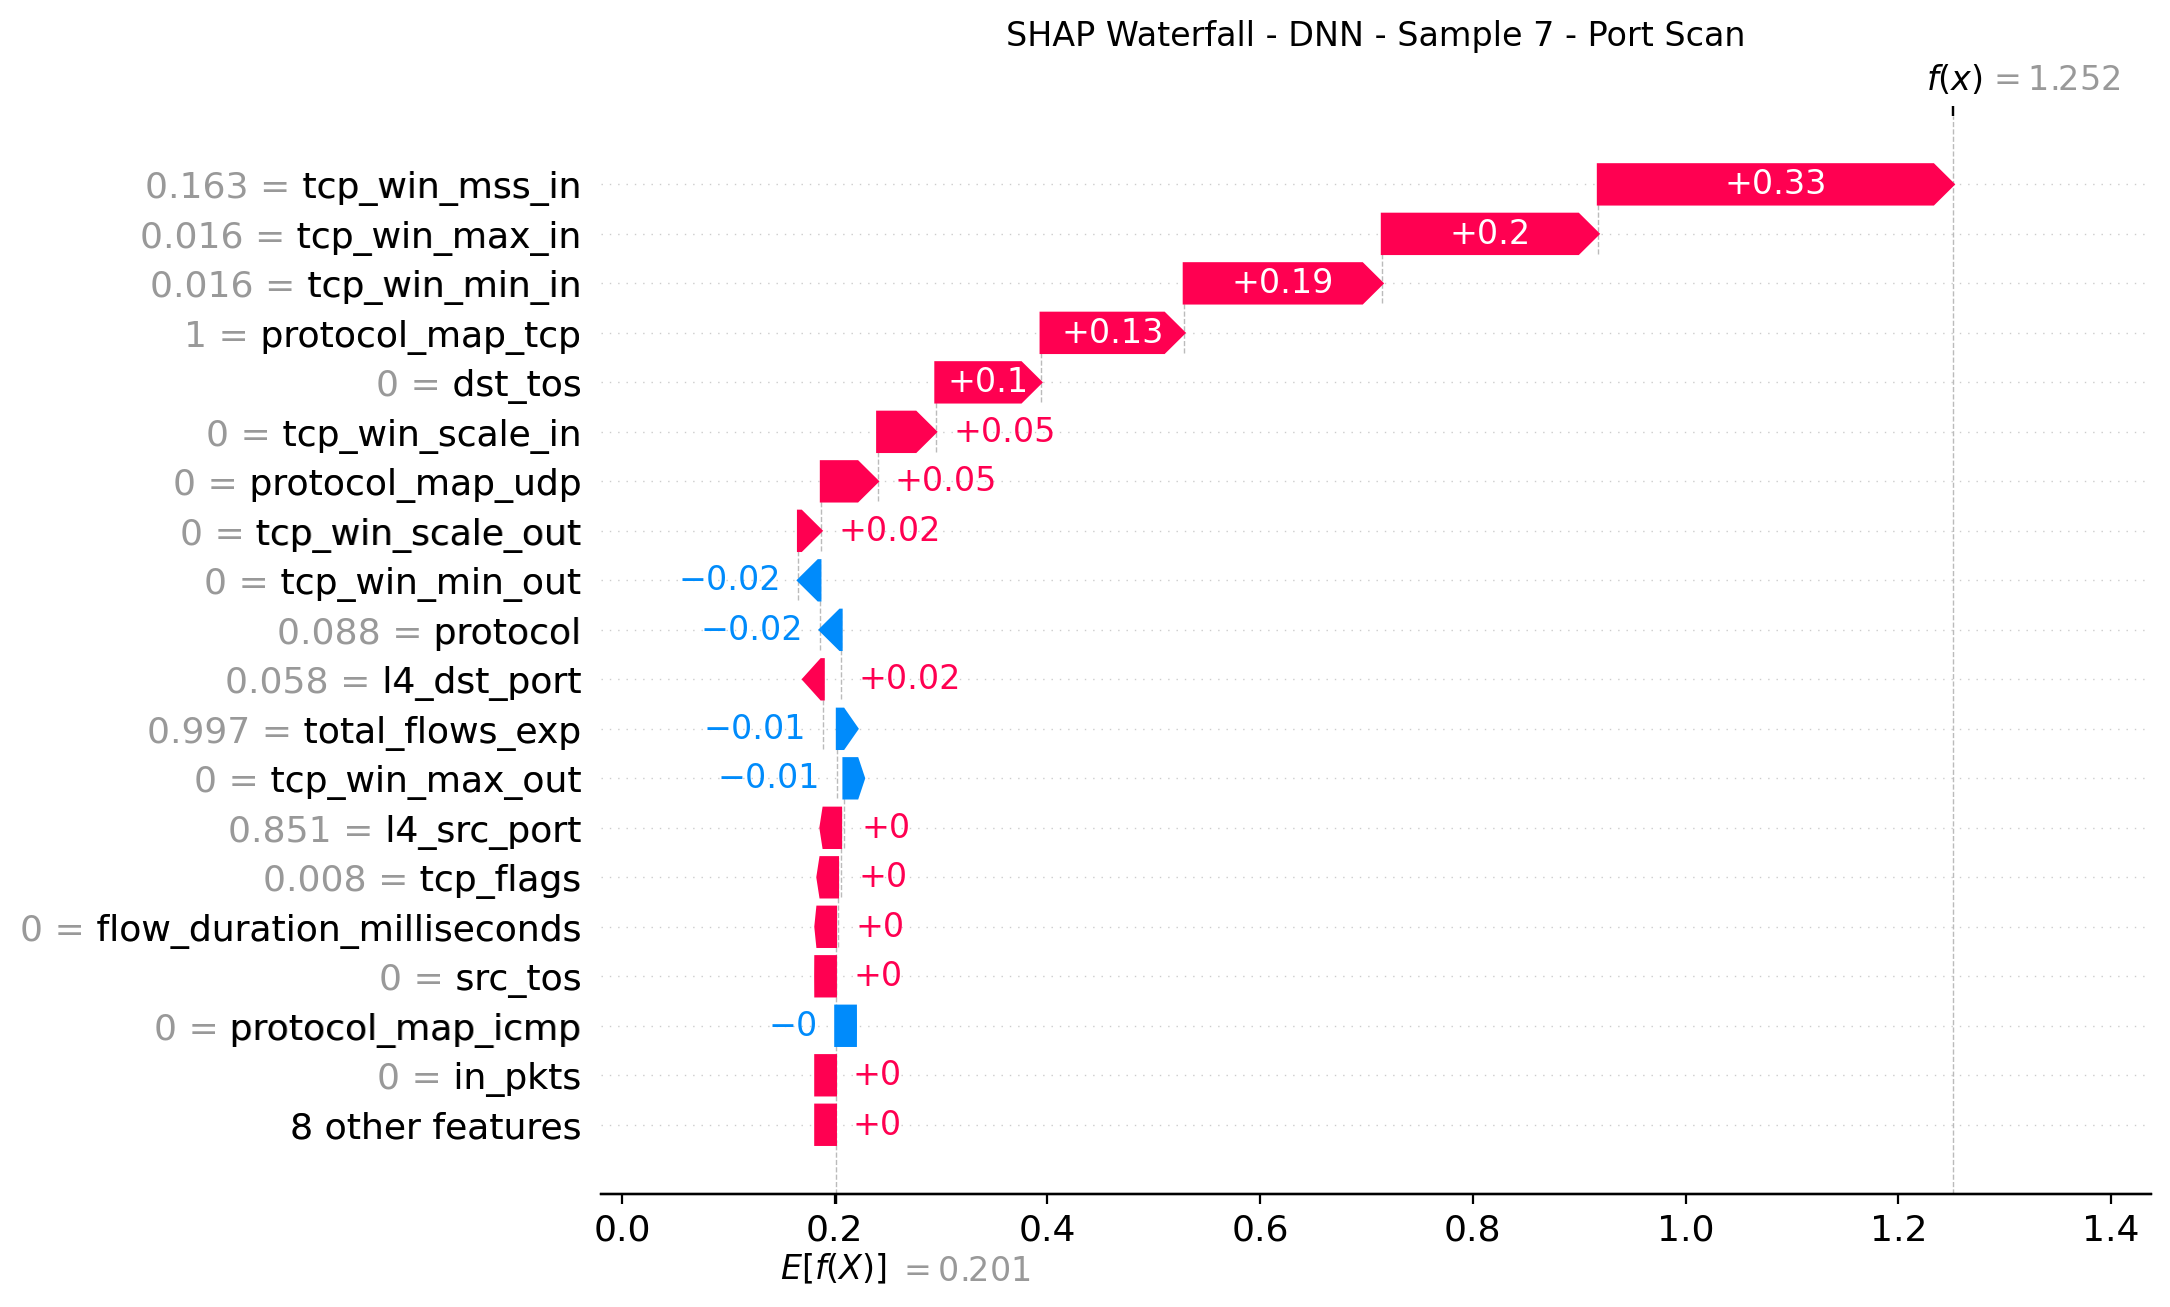 SHAP Waterfall - DNN - Sample 7 - Port Scan
f(x) = 1.252
0.163 = tcp_win_mss_in +0.33
0.016 = tcp_win_max_in +0.2
0.016 = tcp_win_min_in +0.19
1 = protocol_map_tcp +0.13
0 = dst_tos +0.1
0 = tcp_win_scale_in +0.05
0 = protocol_map_udp +0.05
0 = tcp_win_scale_out +0.02
0 = tcp_win_min_out −0.02
0.088 = protocol −0.02
0.058 = l4_dst_port +0.02
0.997 = total_flows_exp −0.01
0 = tcp_win_max_out −0.01
0.851 = l4_src_port +0
0.008 = tcp_flags +0
0 = flow_duration_milliseconds +0
0 = src_tos +0
0 = protocol_map_icmp −0
0 = in_pkts +0
8 other features +0
0.0 0.2 0.4 0.6 0.8 1.0 1.2 1.4
E[f(X)] = 0.201